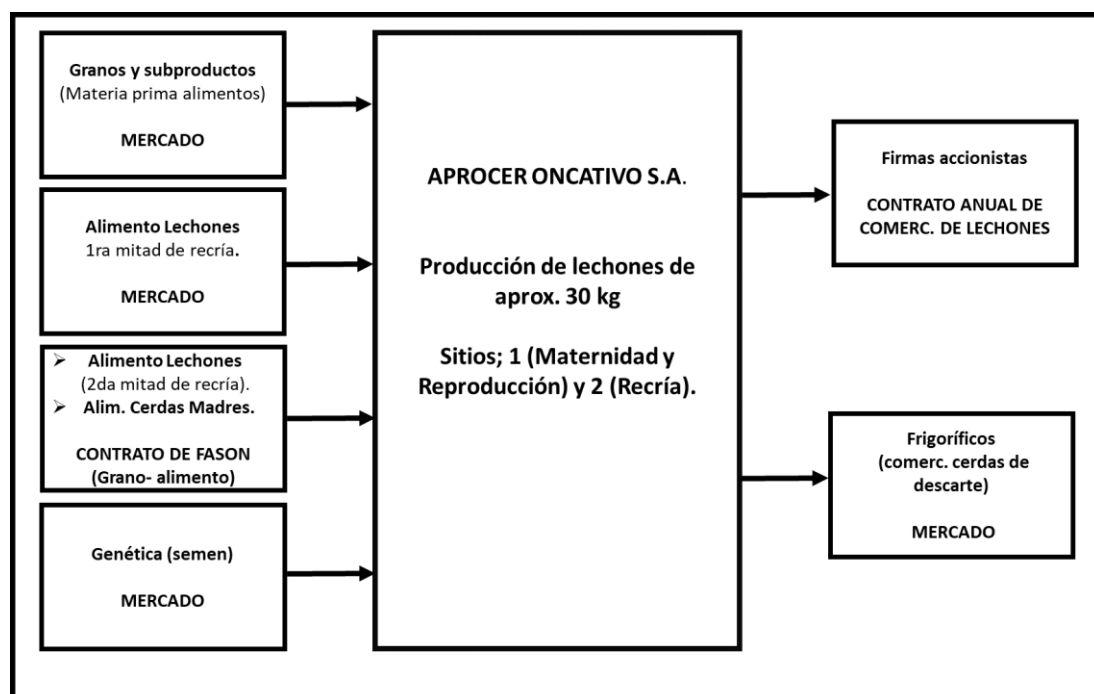 Granos y subproductos
(Materia prima alimentos)
MERCADO
Alimento Lechones
1ra mitad de recría.
MERCADO
➢ Alimento Lechones
(2da mitad de recría).
➢ Alim. Cerdas Madres.
CONTRATO DE FASON
(Grano- alimento)
Genética (semen)
MERCADO
APROCER ONCATIVO S.A.
Producción de lechones de
aprox. 30 kg
Sitios; 1 (Maternidad y
Reproducción) y 2 (Recría).
Firmas accionistas
CONTRATO ANUAL DE
COMERC. DE LECHONES
Frigoríficos
(comerc. cerdas de
descarte)
MERCADO